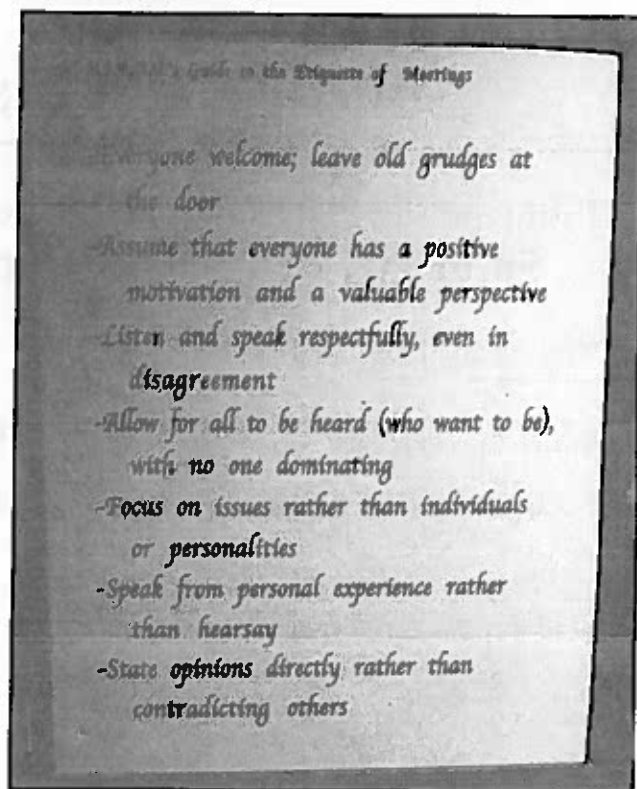 Guide to the Etiquette of Meetings
-Everyone welcome; leave old grudges at
the door
-Assume that everyone has a positive
motivation and a valuable perspective
-Listen and speak respectfully, even in
disagreement
-Allow for all to be heard (who want to be),
with no one dominating
-Focus on issues rather than individuals
or personalities
-Speak from personal experience rather
than hearsay
-State opinions directly rather than
contradicting others